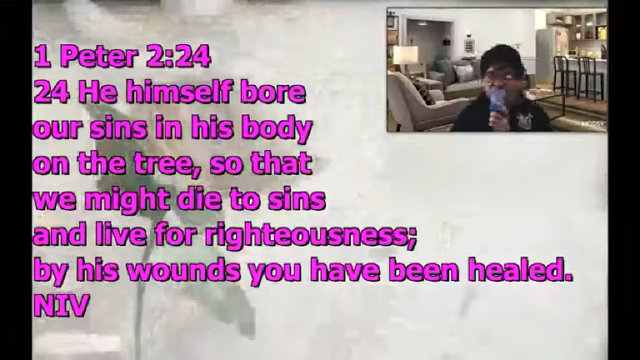 1 Peter 2:24
24 He himself bore
our sins in his body
on the tree, so that
we might die to sins
and live for righteousness;
by his wounds you have been healed.
NIV